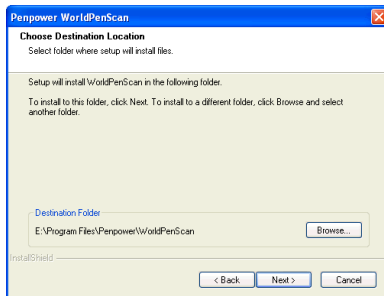 Penpower WorldPenScan
Choose Destination Location
Select folder where setup will install files.
Setup will install WorldPenScan in the following folder.
To install to this folder, click Next. To install to a different folder, click Browse and select
another folder.
Destination Folder
E:\Program Files\Penpower\WorldPenScan
Browse...
InstallShield
< Back
Next >
Cancel